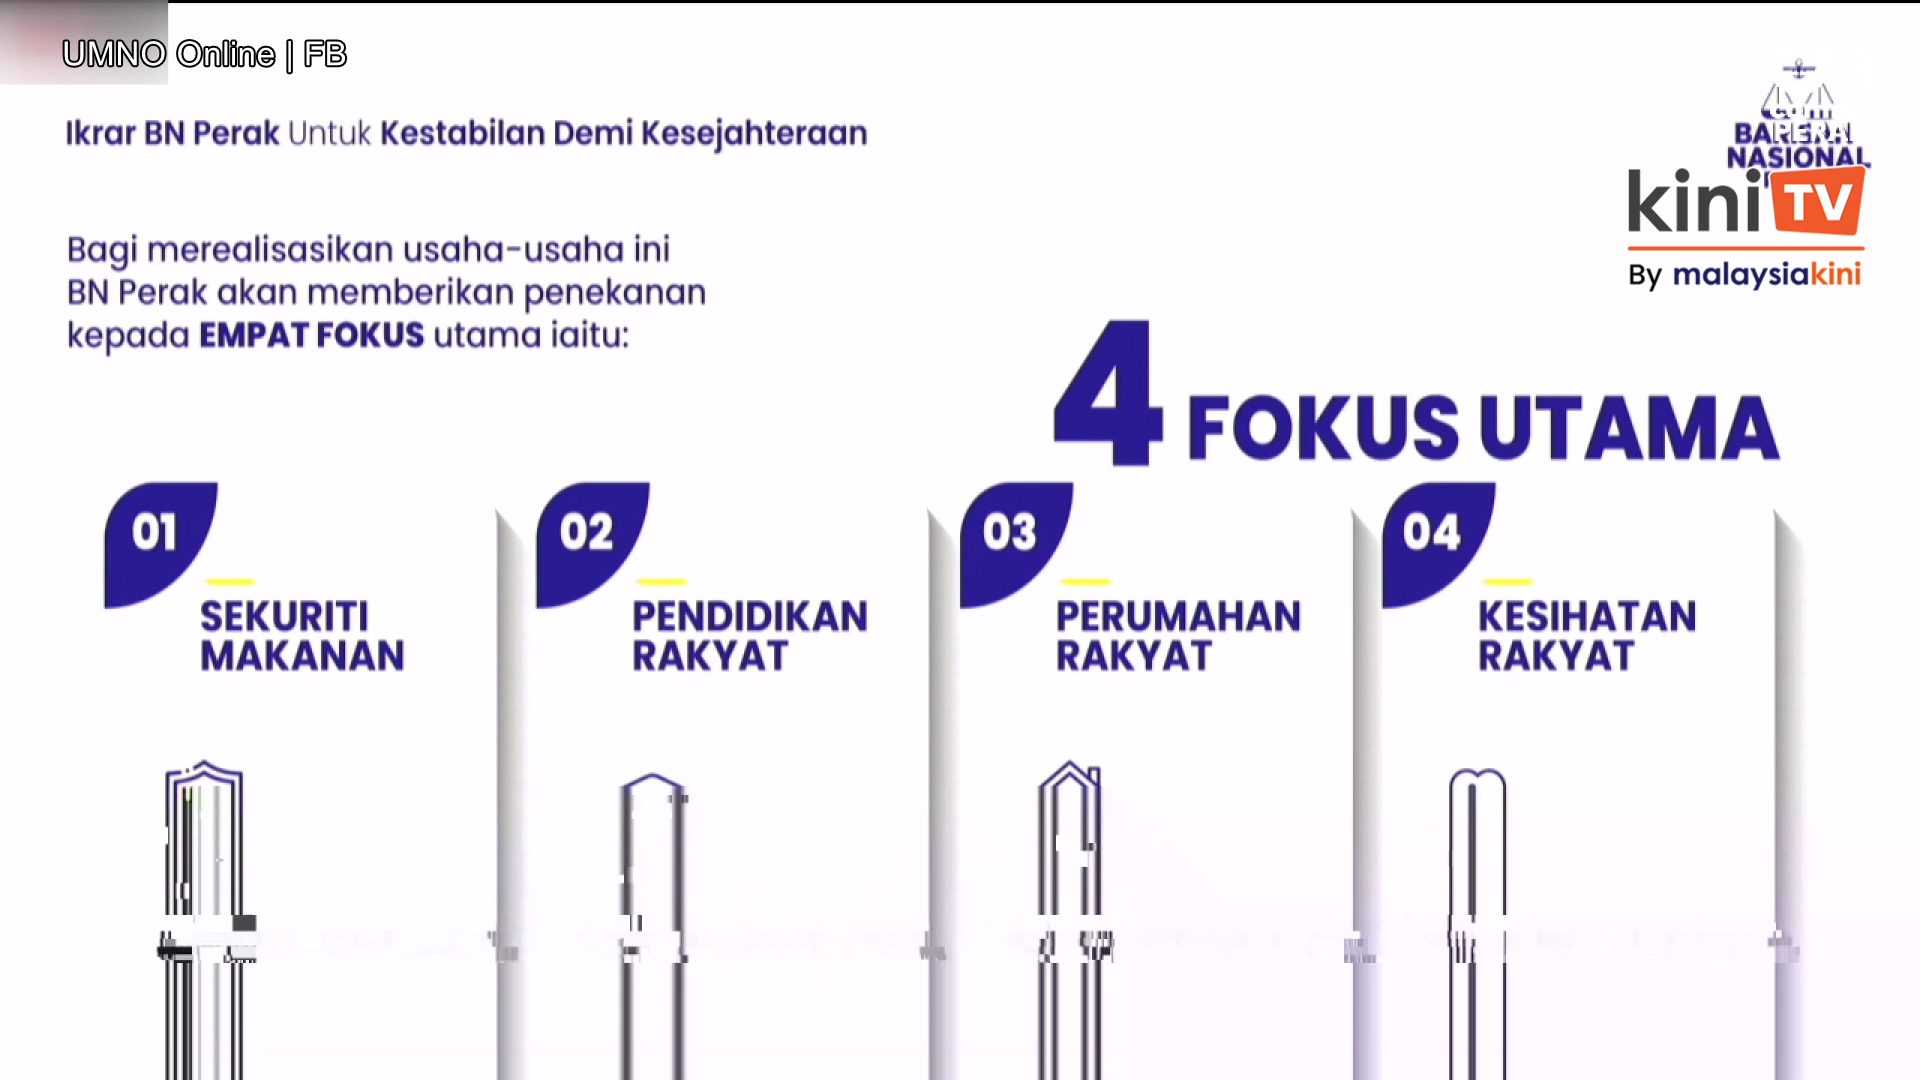 UMNO Online | FB
Ikrar BN Perak Untuk Kestabilan Demi Kesejahteraan
NASIONAL
kini TV
By malaysiakini
Bagi merealisasikan usaha-usaha ini
BN Perak akan memberikan penekanan
kepada EMPAT FOKUS utama iaitu:
4 FOKUS UTAMA
01
SEKURITI
MAKANAN
02
PENDIDIKAN
RAKYAT
03
PERUMAHAN
RAKYAT
04
KESIHATAN
RAKYAT